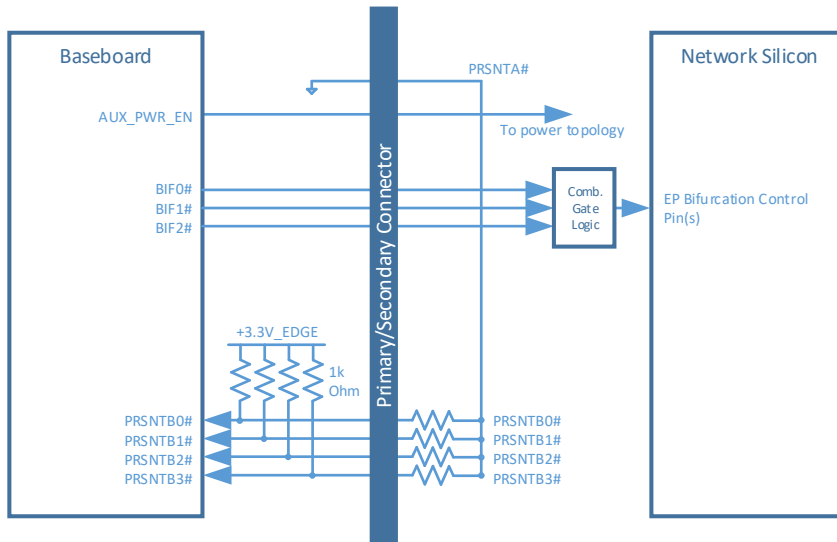 Baseboard
PRSNTA#
Network Silicon
AUX_PWR_EN
To power topology
Primary/Secondary Connector
BIF0#
BIF1#
BIF2#
Comb.
Gate
Logic
EP Bifurcation Control
Pin(s)
+3.3V_EDGE
1k
Ohm
PRSNTB0#
PRSNTB1#
PRSNTB2#
PRSNTB3#
PRSNTB0#
PRSNTB1#
PRSNTB2#
PRSNTB3#